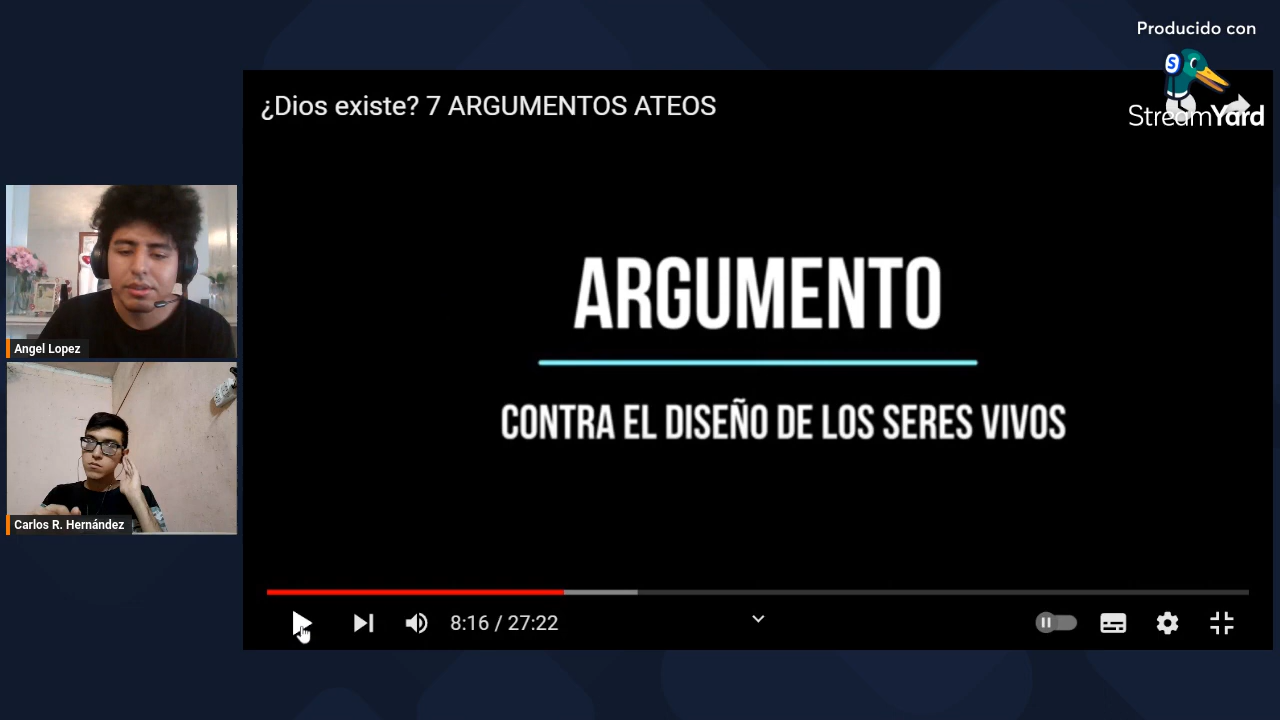 Producido con
StreamYard
¿Dios existe? 7 ARGUMENTOS ATEOS
ARGUMENTO
CONTRA EL DISEÑO DE LOS SERES VIVOS
Angel Lopez
Carlos R. Hernández
8:16 / 27:22